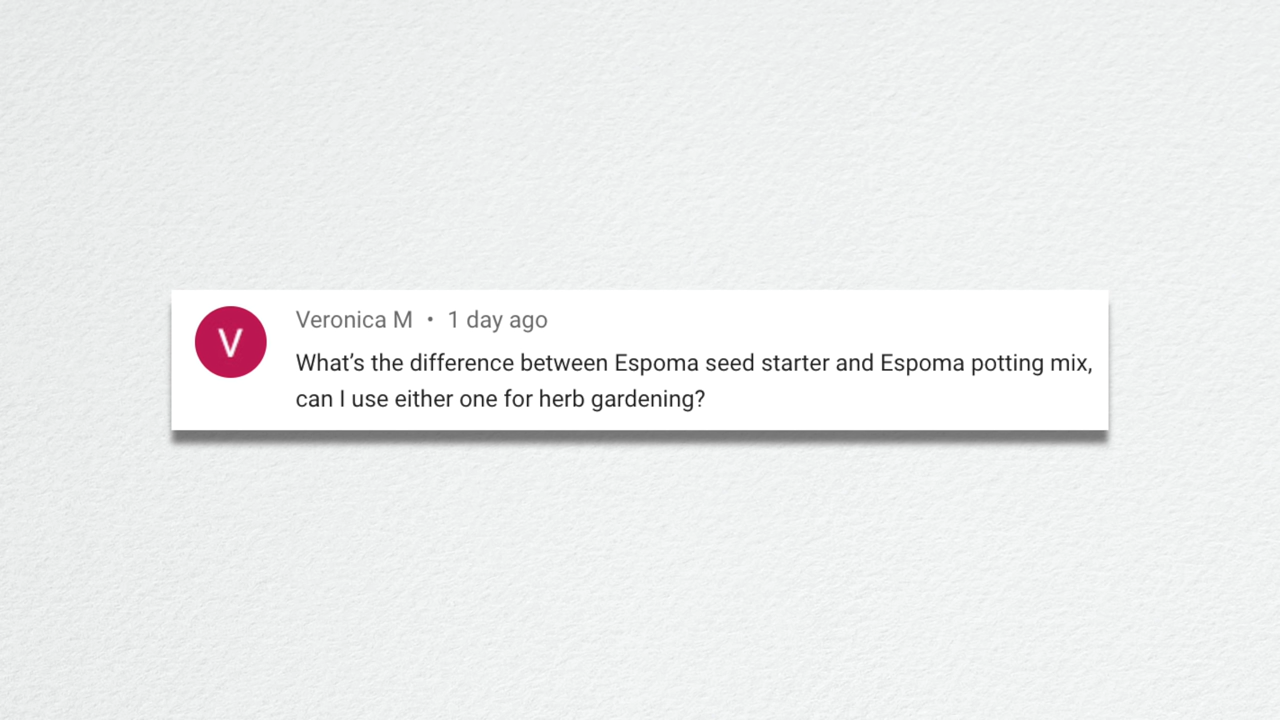 V
Veronica M • 1 day ago
What's the difference between Espoma seed starter and Espoma potting mix,
can I use either one for herb gardening?